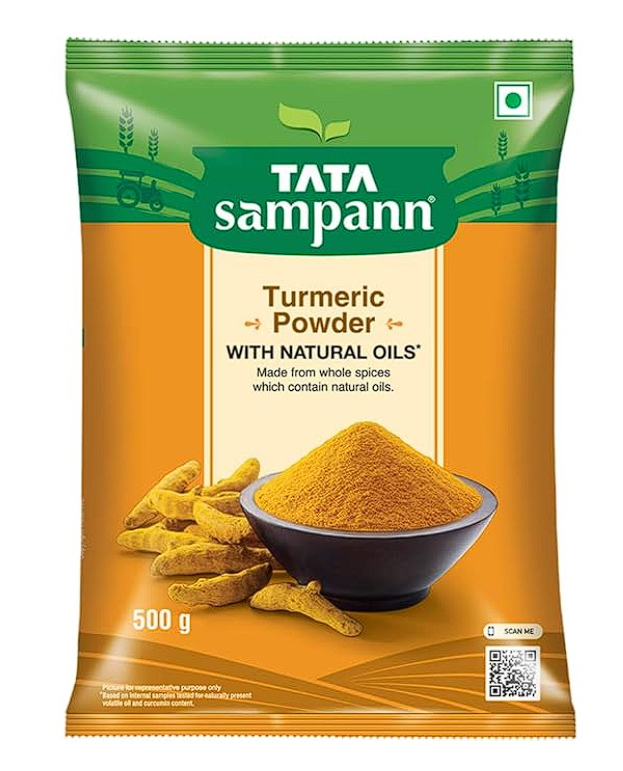 TATA
sampann®
Turmeric
Powder
WITH NATURAL OILS*
Made from whole spices
which contain natural oils.
500 g
SCAN ME
Picture for representative purpose only
*Based on internal samples tested for naturally present
volatile oil and curcumin content.